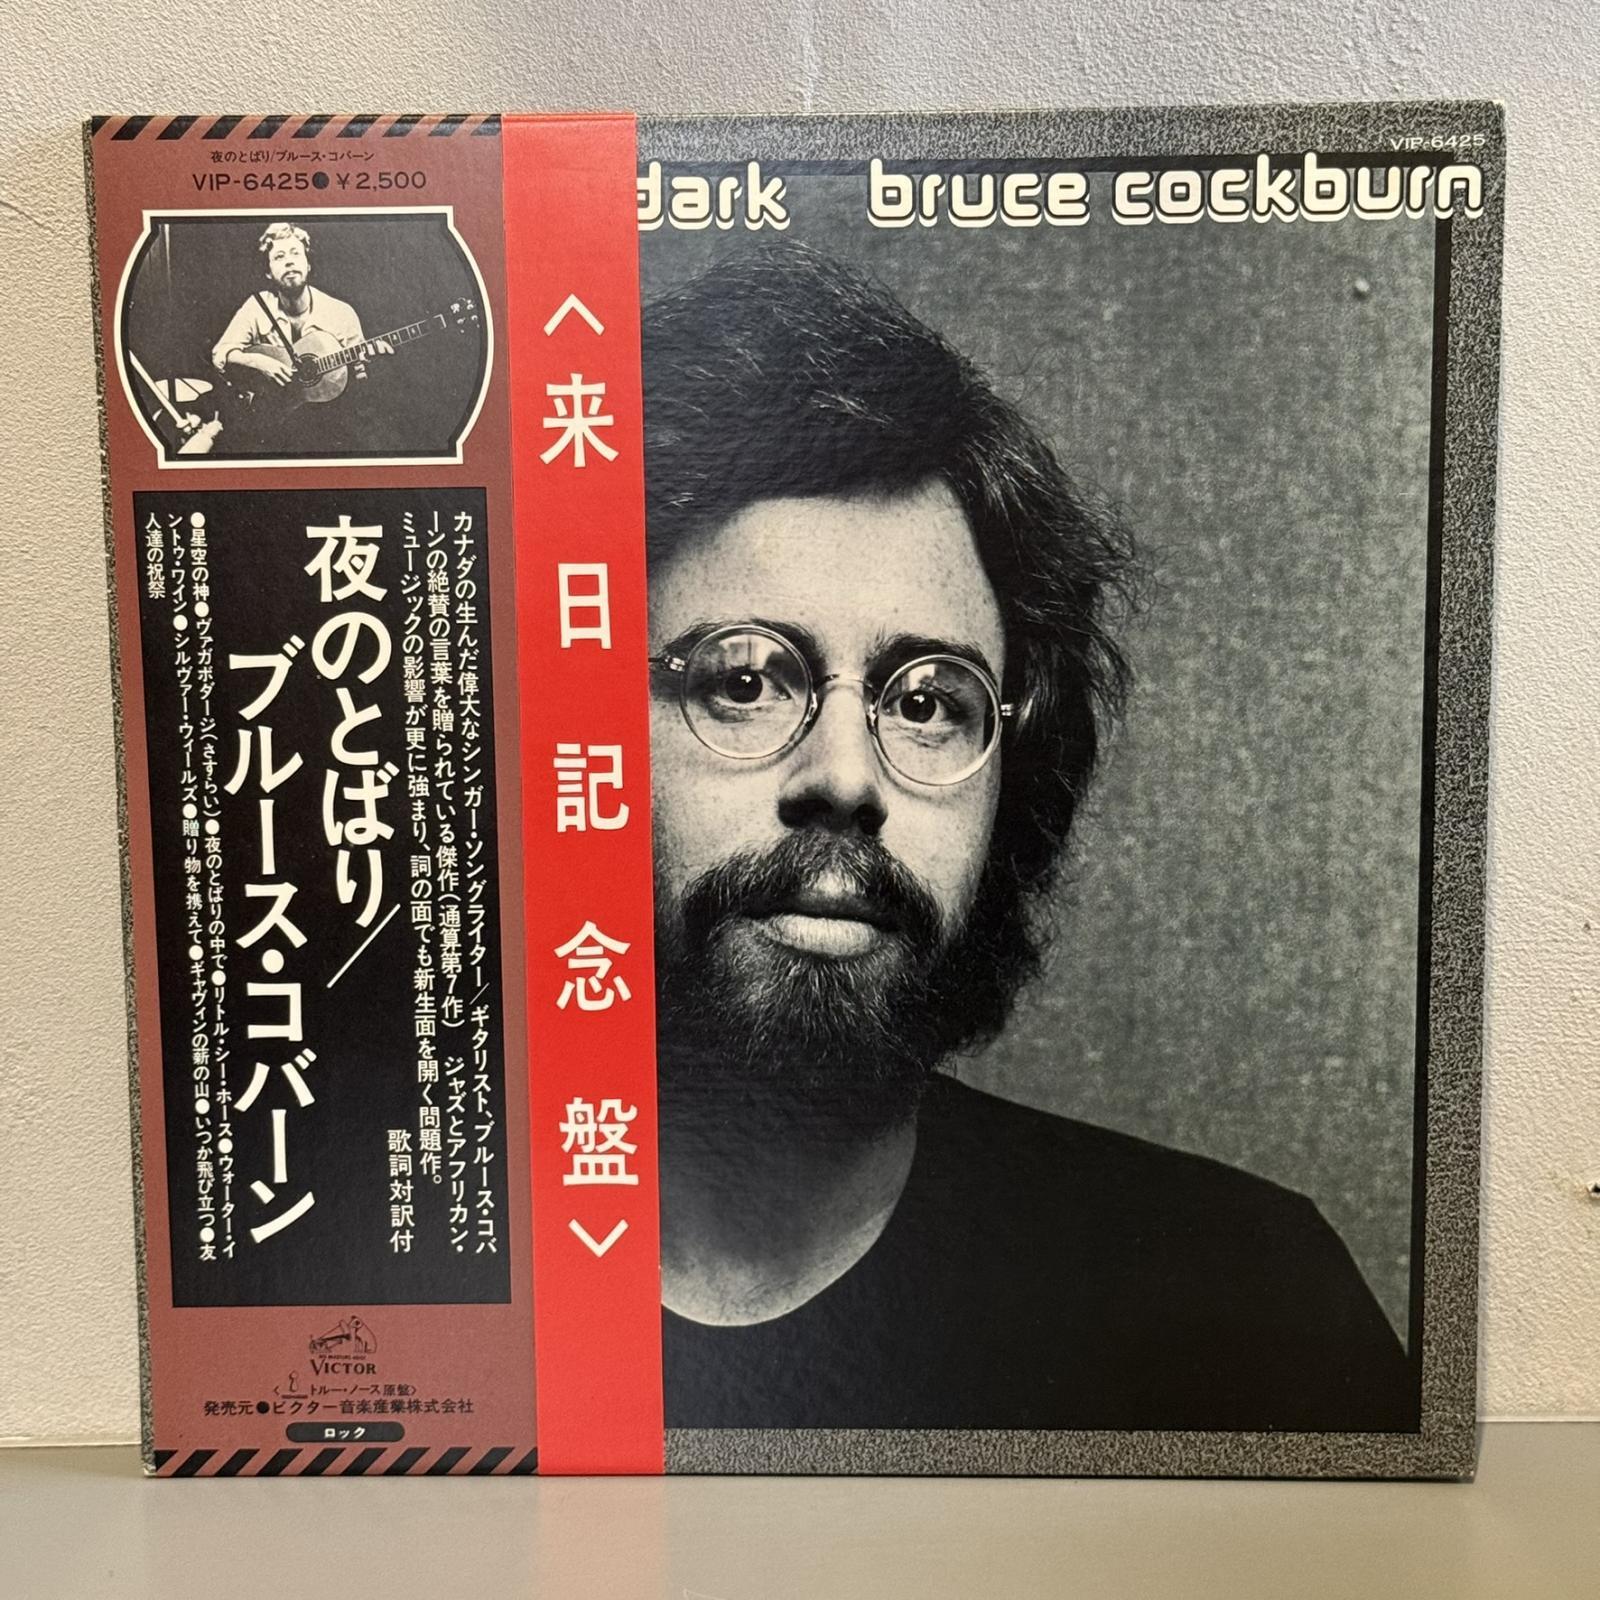 夜のとばり/ブルース・コバーン
VIP-6425●￥2,500
カナダの生んだ偉大なシンガー・ソングライター/ギタリスト、ブルース・コバ
ーンの絶賛の言葉を贈られている傑作(通算第7作) ジャズとアフリカン・
ミュージックの影響が更に強まり、詞の面でも新生面を開く問題作。
歌詞対訳付
夜のとばり/
ブルース・コバーン
●星空の神●ヴァガボダージ(さすらい)●夜のとばりの中で●リトル・シー・ホース●ウォーター・イ
ントゥ・ワイン●シルヴァー・ウィールズ●贈り物を携えて●ギャヴィンの薪の山●いつか飛び立つ●友
人達の祝祭
HIS MASTER'S VOICE
VICTOR
〈トルー・ノース原盤〉
発売元●ビクター音楽産業株式会社
ロック
〈来日記念盤〉
VIP-6425
dark bruce cockburn